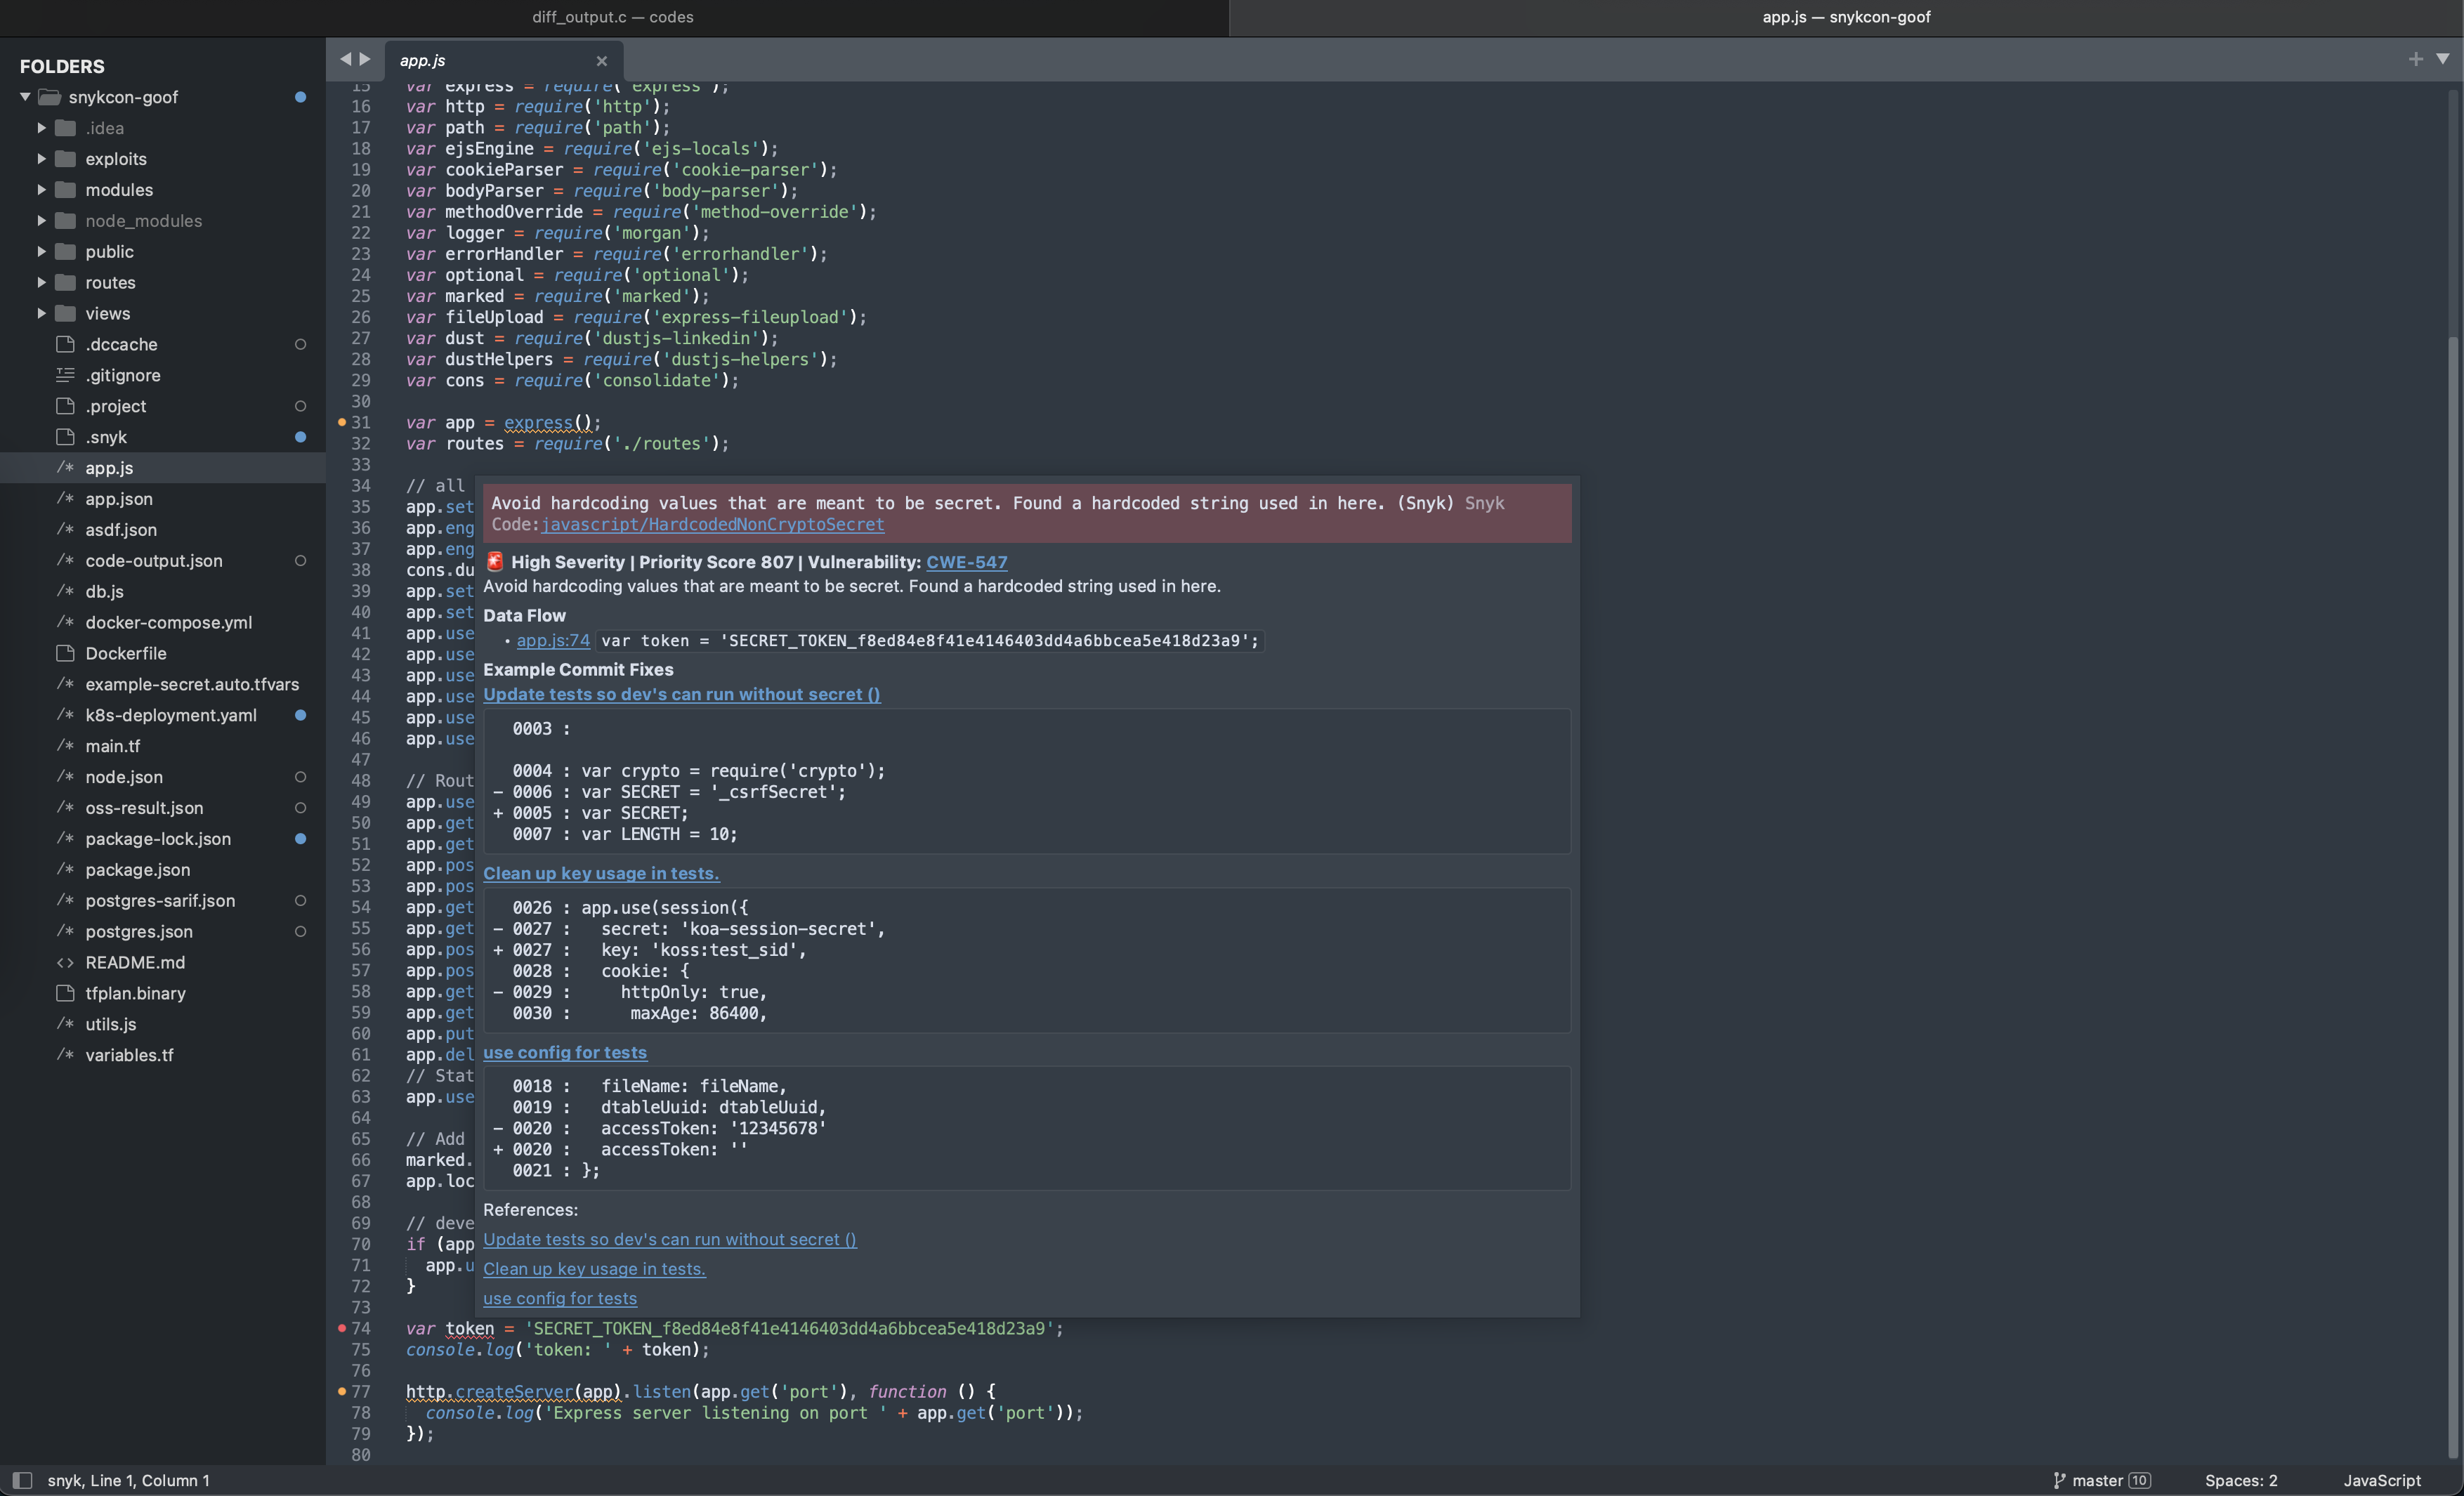 diff_output.c — codes
app.js — snykcon-goof
FOLDERS
snykcon-goof
.idea
exploits
modules
node_modules
public
routes
views
.dccache
.gitignore
.project
.snyk
/* app.js
/* app.json
/* asdf.json
/* code-output.json
/* db.js
/* docker-compose.yml
Dockerfile
/* example-secret.auto.tfvars
/* k8s-deployment.yaml
/* main.tf
/* node.json
/* oss-result.json
/* package-lock.json
/* package.json
/* postgres-sarif.json
/* postgres.json
<> README.md
tfplan.binary
/* utils.js
/* variables.tf
app.js
15 var express = require('express');
16 var http = require('http');
17 var path = require('path');
18 var ejsEngine = require('ejs-locals');
19 var cookieParser = require('cookie-parser');
20 var bodyParser = require('body-parser');
21 var methodOverride = require('method-override');
22 var logger = require('morgan');
23 var errorHandler = require('errorhandler');
24 var optional = require('optional');
25 var marked = require('marked');
26 var fileUpload = require('express-fileupload');
27 var dust = require('dustjs-linkedin');
28 var dustHelpers = require('dustjs-helpers');
29 var cons = require('consolidate');
30
31 var app = express();
32 var routes = require('./routes');
33
34 // all
35 app.set
36 app.eng
37 app.eng
38 cons.du
39 app.set
40 app.set
41 app.use
42 app.use
43 app.use
44 app.use
45 app.use
46 app.use
47
48 // Rout
49 app.use
50 app.get
51 app.get
52 app.pos
53 app.pos
54 app.get
55 app.get
56 app.pos
57 app.pos
58 app.get
59 app.get
60 app.put
61 app.del
62 // Stat
63 app.use
64
65 // Add
66 marked.
67 app.loc
68
69 // deve
70 if (app
71 app.u
72 }
73
Avoid hardcoding values that are meant to be secret. Found a hardcoded string used in here. (Snyk) Snyk
Code:javascript/HardcodedNonCryptoSecret
🚨 High Severity | Priority Score 807 | Vulnerability: CWE-547
Avoid hardcoding values that are meant to be secret. Found a hardcoded string used in here.
Data Flow
• app.js:74 var token = 'SECRET_TOKEN_f8ed84e8f41e4146403dd4a6bbcea5e418d23a9';
Example Commit Fixes
Update tests so dev's can run without secret ()
0003 :
0004 : var crypto = require('crypto');
- 0006 : var SECRET = '_csrfSecret';
+ 0005 : var SECRET;
0007 : var LENGTH = 10;
Clean up key usage in tests.
0026 : app.use(session({
- 0027 : secret: 'koa-session-secret',
+ 0027 : key: 'koss:test_sid',
0028 : cookie: {
- 0029 : httpOnly: true,
0030 : maxAge: 86400,
use config for tests
0018 : fileName: fileName,
0019 : dtableUuid: dtableUuid,
- 0020 : accessToken: '12345678'
+ 0020 : accessToken: ''
0021 : };
References:
Update tests so dev's can run without secret ()
Clean up key usage in tests.
use config for tests
74 var token = 'SECRET_TOKEN_f8ed84e8f41e4146403dd4a6bbcea5e418d23a9';
75 console.log('token: ' + token);
76
77 http.createServer(app).listen(app.get('port'), function () {
78 console.log('Express server listening on port ' + app.get('port'));
79 });
80
snyk, Line 1, Column 1
master 10
Spaces: 2
JavaScript